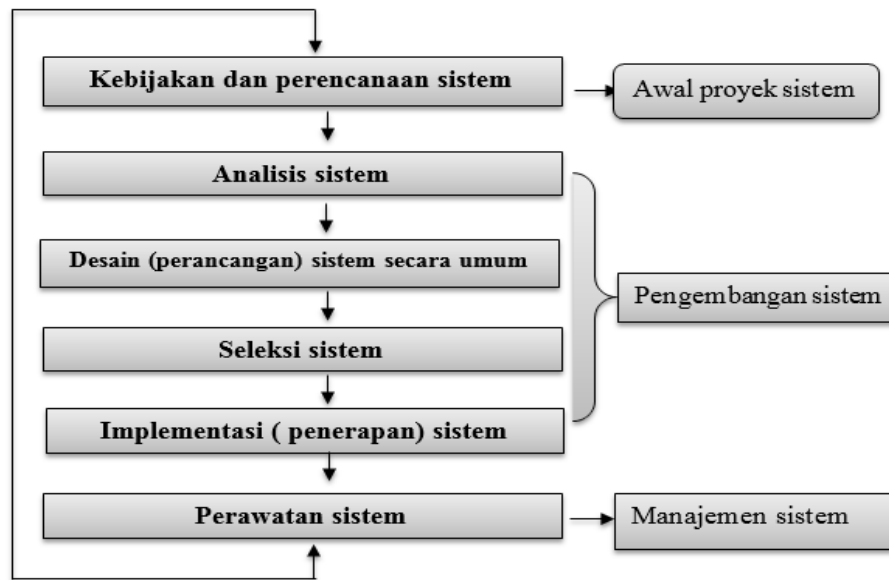 Kebijakan dan perencanaan sistem
Awal proyek sistem
Analisis sistem
Desain (perancangan) sistem secara umum
Pengembangan sistem
Seleksi sistem
Implementasi ( penerapan) sistem
Perawatan sistem
Manajemen sistem